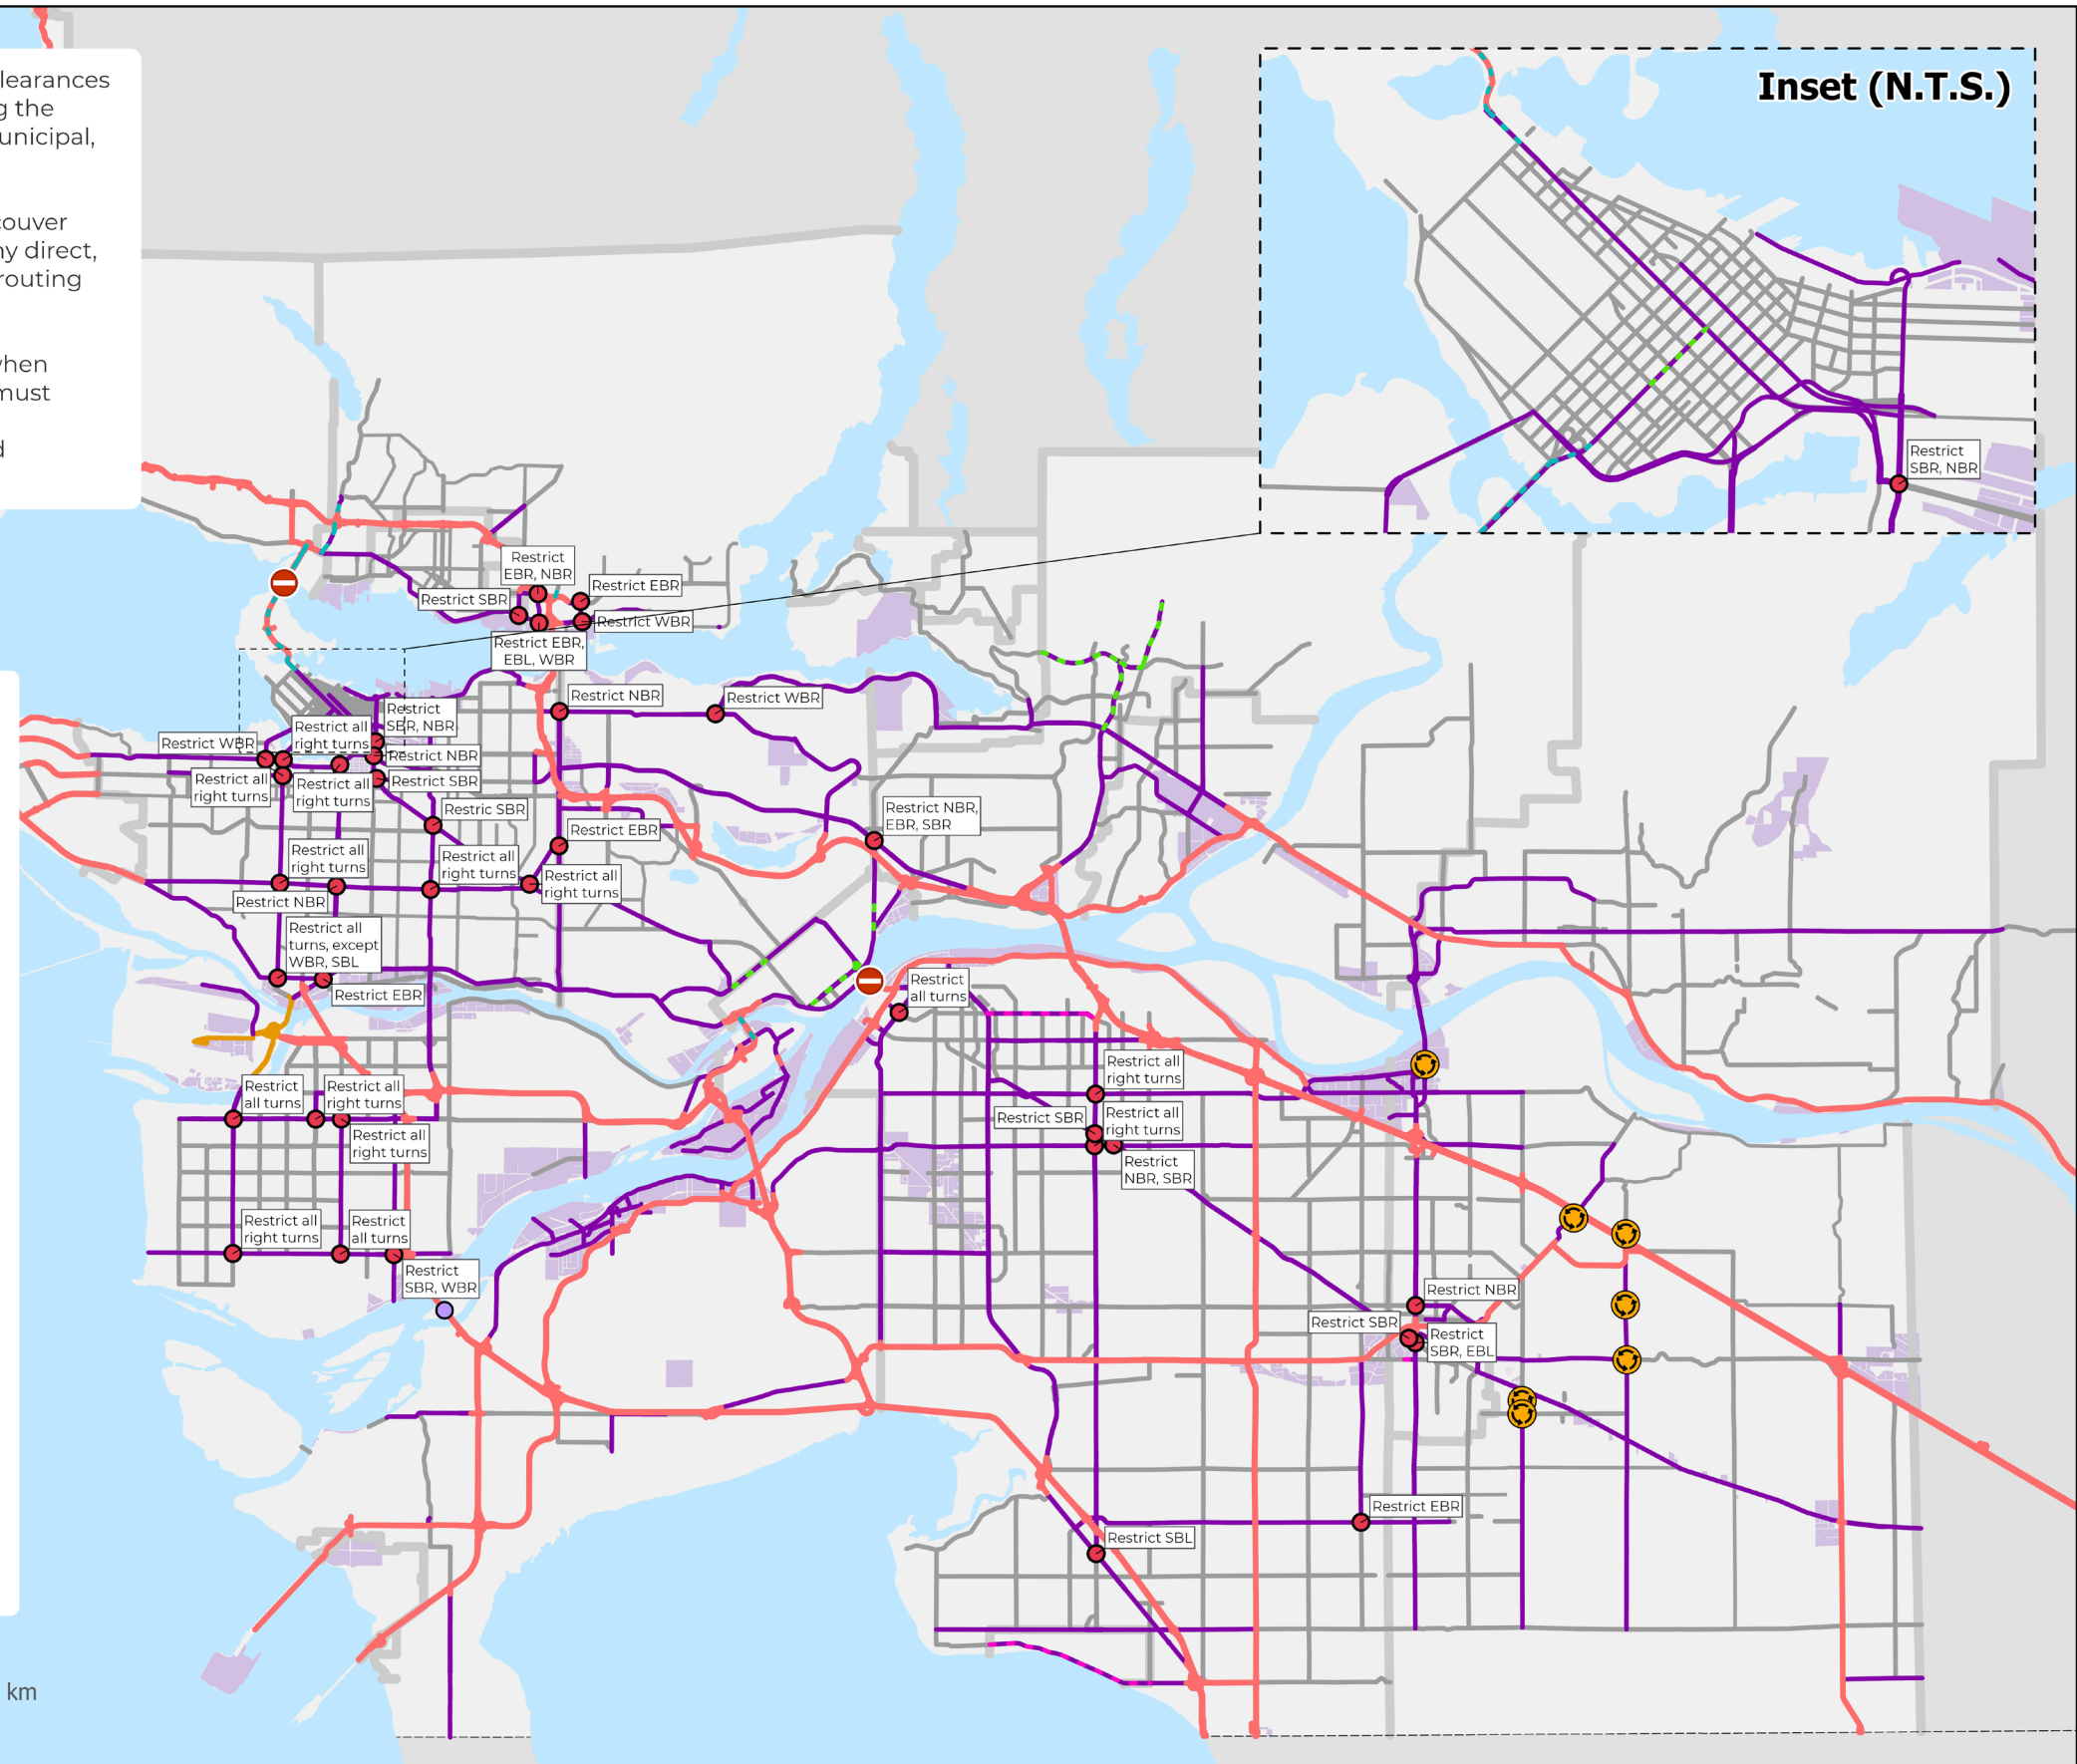 learances
g the
unicipal,
couver
ny direct,
routing
when
must
d
km
Inset (N.T.S.)
Restrict
SBR, NBR
Restrict
EBR, NBR
Restrict EBR
Restrict SBR
Restrict WBR
Restrict EBR,
EBL, WBR
Restrict NBR
Restrict WBR
Restrict
SBR, NBR
Restrict all
right turns
Restrict WBR
Restrict NBR
Restrict all
right turns
Restrict all
right turns
Restrict SBR
Restric SBR
Restrict NBR,
EBR, SBR
Restrict EBR
Restrict all
right turns
Restrict all
right turns
Restrict all
right turns
Restrict NBR
Restrict all
turns, except
WBR, SBL
Restrict EBR
Restrict
all turns
Restrict all
right turns
Restrict
all turns
Restrict all
right turns
Restrict SBR
Restrict all
right turns
Restrict all
right turns
Restrict
NBR, SBR
Restrict all
right turns
Restrict
all turns
Restrict
SBR, WBR
Restrict NBR
Restrict SBR
Restrict
SBR, EBL
Restrict EBR
Restrict SBL